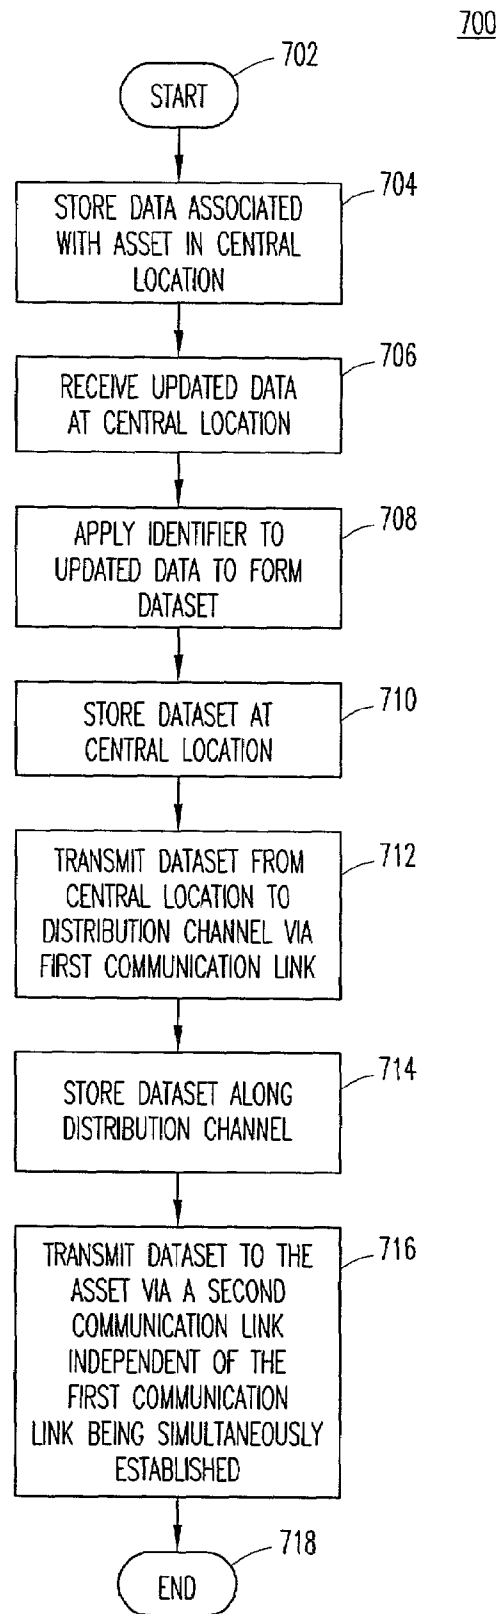 700
702
START
704
STORE DATA ASSOCIATED
WITH ASSET IN CENTRAL
LOCATION
706
RECEIVE UPDATED DATA
AT CENTRAL LOCATION
708
APPLY IDENTIFIER TO
UPDATED DATA TO FORM
DATASET
710
STORE DATASET AT
CENTRAL LOCATION
712
TRANSMIT DATASET FROM
CENTRAL LOCATION TO
DISTRIBUTION CHANNEL VIA
FIRST COMMUNICATION LINK
714
STORE DATASET ALONG
DISTRIBUTION CHANNEL
716
TRANSMIT DATASET TO THE
ASSET VIA A SECOND
COMMUNICATION LINK
INDEPENDENT OF THE
FIRST COMMUNICATION
LINK BEING SIMULTANEOUSLY
ESTABLISHED
718
END